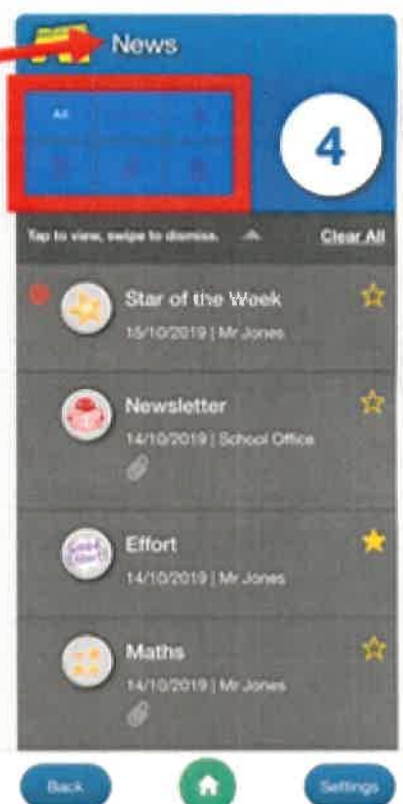 News
All
4
Tap to view, swipe to dismiss. Clear All
Star of the Week
15/10/2019 | Mr Jones
Newsletter
14/10/2019 | School Office
Effort
14/10/2019 | Mr Jones
Maths
14/10/2019 | Mr Jones
Back
Settings